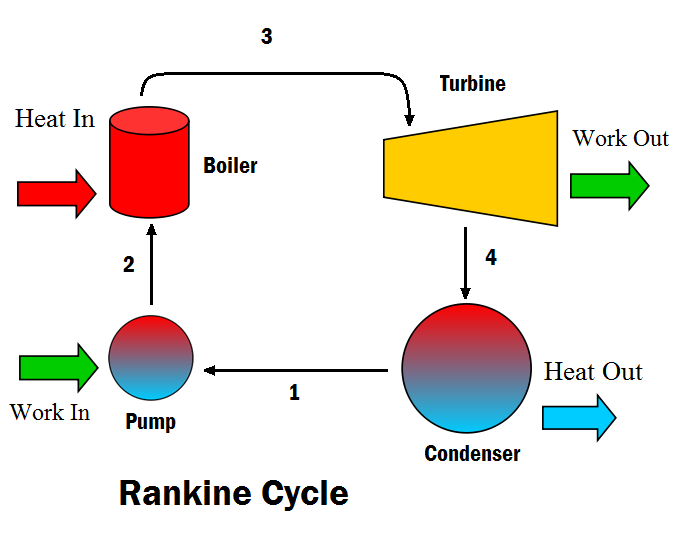 3
Turbine
Heat In
Work Out
Boiler
2
4
1
Heat Out
Work In
Pump
Condenser
Rankine Cycle